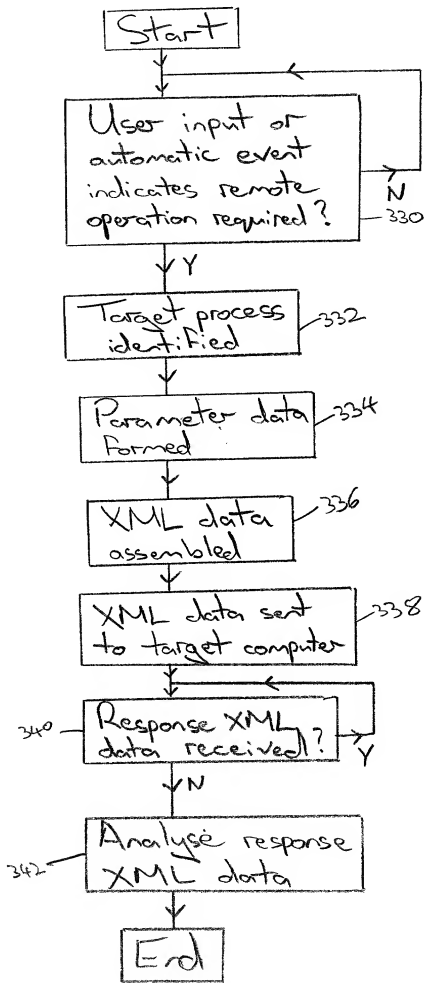 Start
User input or
automatic event
indicates remote
operation required?
N
330
Y
Target process
identified
332
Parameter data
formed
334
XML data
assembled
336
XML data sent
to target computer
338
340
Response XML
data received?
Y
N
342
Analyse response
XML data
End